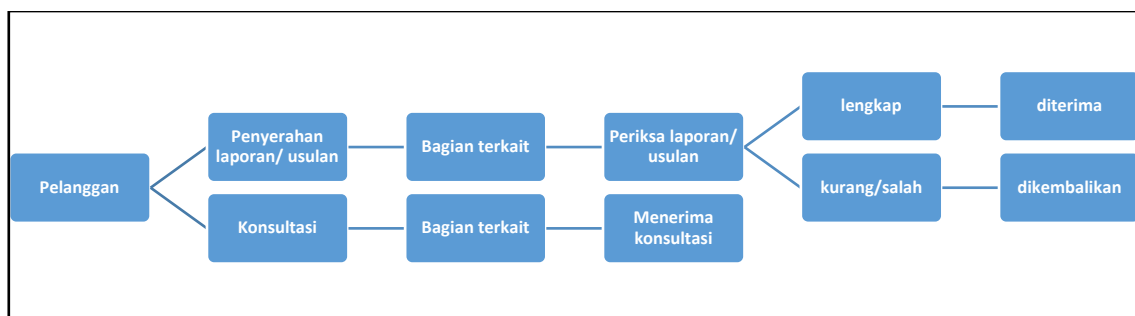 Pelanggan
Penyerahan
laporan/ usulan
Bagian terkait
Periksa laporan/
usulan
lengkap
diterima
kurang/salah
dikembalikan
Konsultasi
Bagian terkait
Menerima
konsultasi